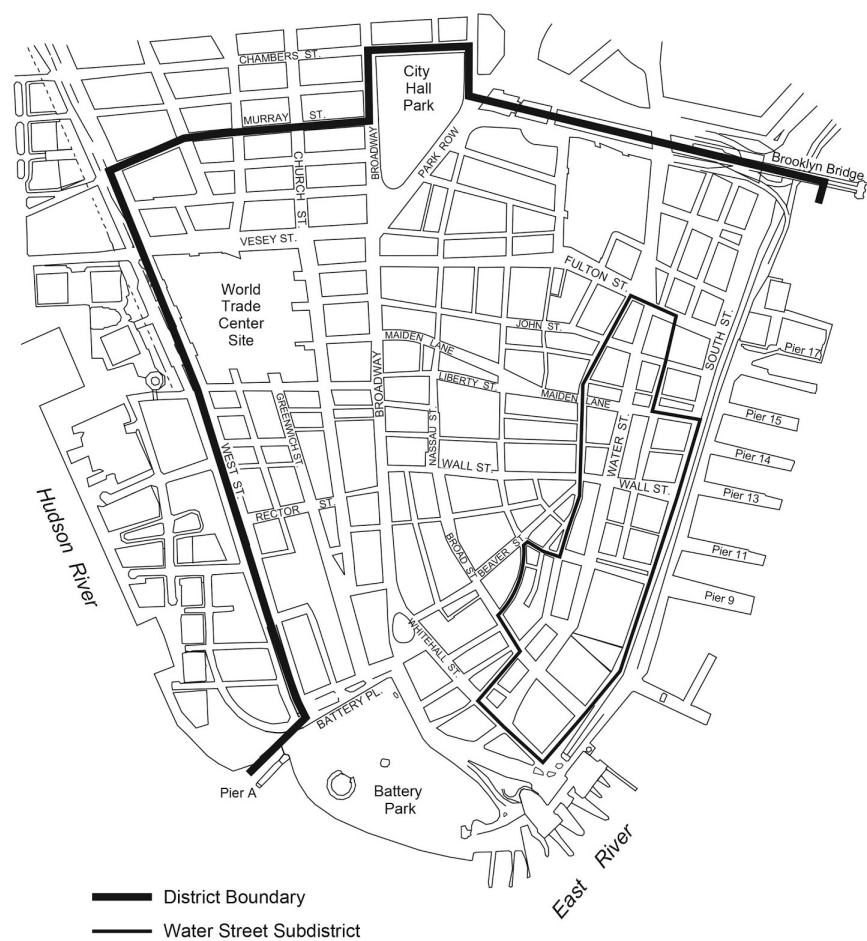 CHAMBERS ST.
City
Hall
Park
MURRAY ST.
BROADWAY
PARK ROW
Brooklyn Bridge
CHURCH ST.
VESEY ST.
FULTON ST.
World
Trade
Center
Site
JOHN ST.
SOUTH ST.
MAIDEN LANE
Pier 17
BROADWAY
LIBERTY ST.
MAIDEN LANE
GREENWICH ST.
NASSAU ST.
WATER ST.
Pier 15
WEST ST.
WALL ST.
Pier 14
WALL ST.
Pier 13
RECTOR ST.
Hudson River
BROAD ST.
BEAVER ST.
Pier 11
Pier 9
WHITEHALL ST.
BATTERY PL.
Pier A
Battery
Park
East River
District Boundary
Water Street Subdistrict